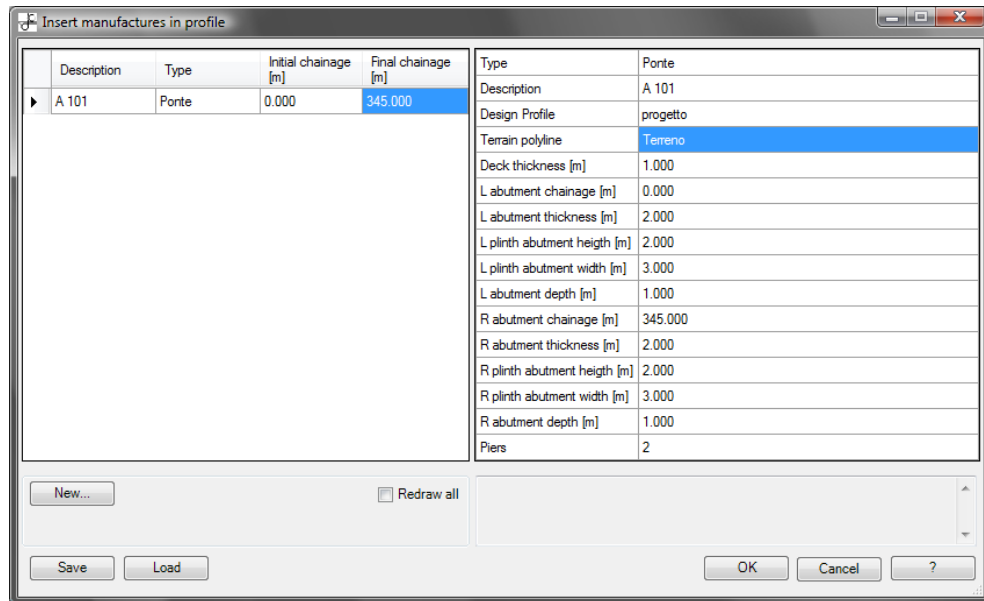 Insert manufactures in profile
Description Type Initial chainage [m] Final chainage [m]
A 101 Ponte 0.000 345.000
Type Ponte
Description A 101
Design Profile progetto
Terrain polyline Terreno
Deck thickness [m] 1.000
L abutment chainage [m] 0.000
L abutment thickness [m] 2.000
L plinth abutment heigth [m] 2.000
L plinth abutment width [m] 3.000
L abutment depth [m] 1.000
R abutment chainage [m] 345.000
R abutment thickness [m] 2.000
R plinth abutment heigth [m] 2.000
R plinth abutment width [m] 3.000
R abutment depth [m] 1.000
Piers 2
New... Redraw all
Save Load OK Cancel ?